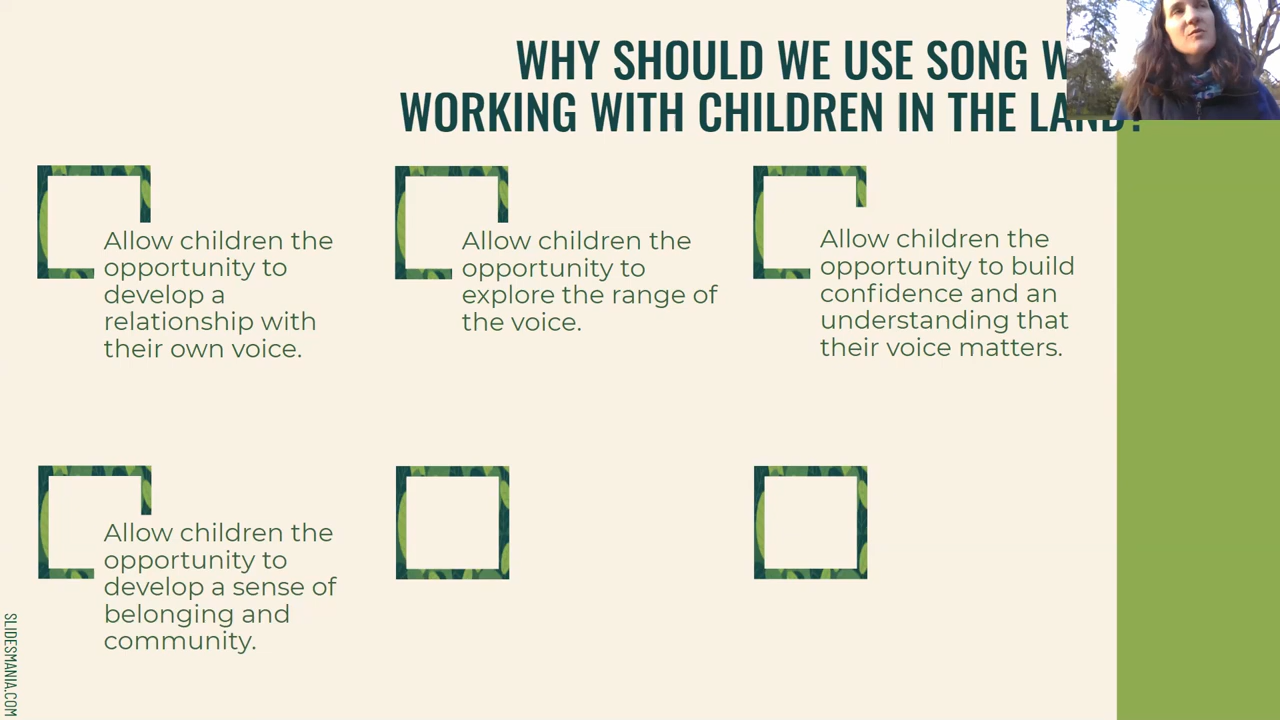 WHY SHOULD WE USE SONG
WORKING WITH CHILDREN IN THE LAND?
Allow children the
opportunity to
develop a
relationship with
their own voice.
Allow children the
opportunity to
explore the range of
the voice.
Allow children the
opportunity to build
confidence and an
understanding that
their voice matters.
Allow children the
opportunity to
develop a sense of
belonging and
community.
SLIDESMANIA.COM